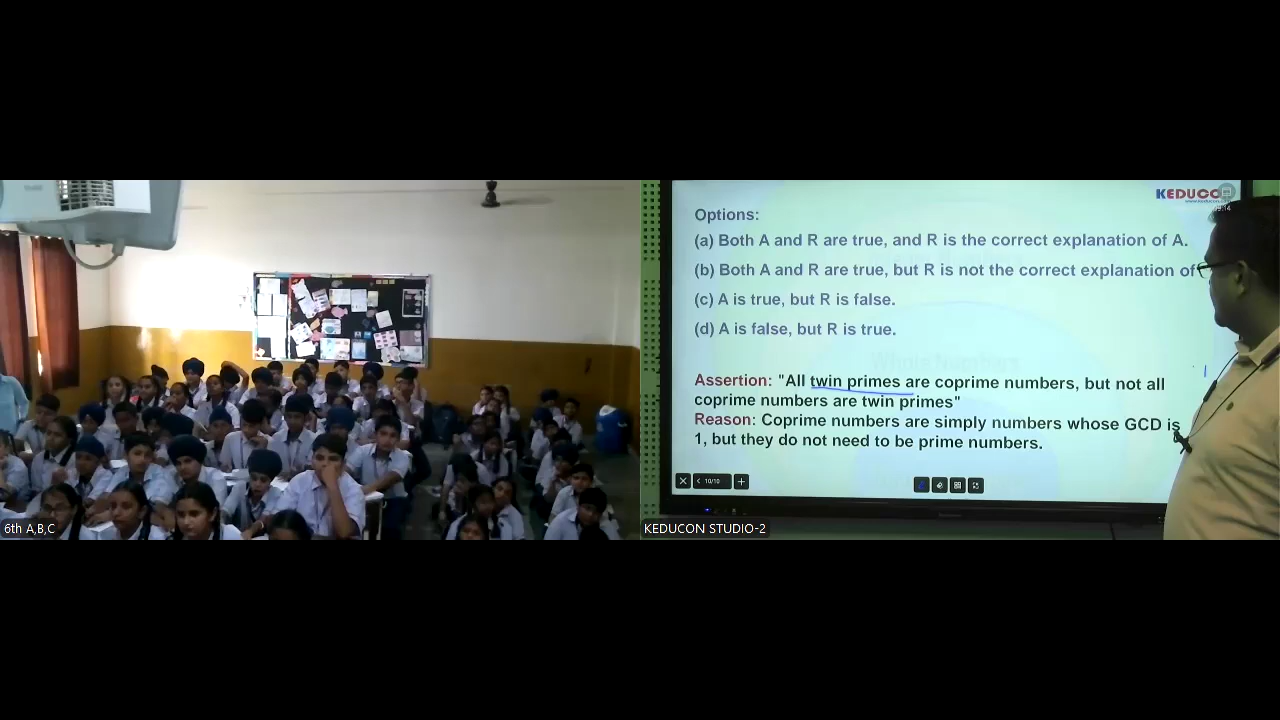 KEDUCO
Options:
(a) Both A and R are true, and R is the correct explanation of A.
(b) Both A and R are true, but R is not the correct explanation of
(c) A is true, but R is false.
(d) A is false, but R is true.
Assertion: "All twin primes are coprime numbers, but not all
coprime numbers are twin primes"
Reason: Coprime numbers are simply numbers whose GCD is
1, but they do not need to be prime numbers.
10/10
6th A,B,C
KEDUCON STUDIO-2